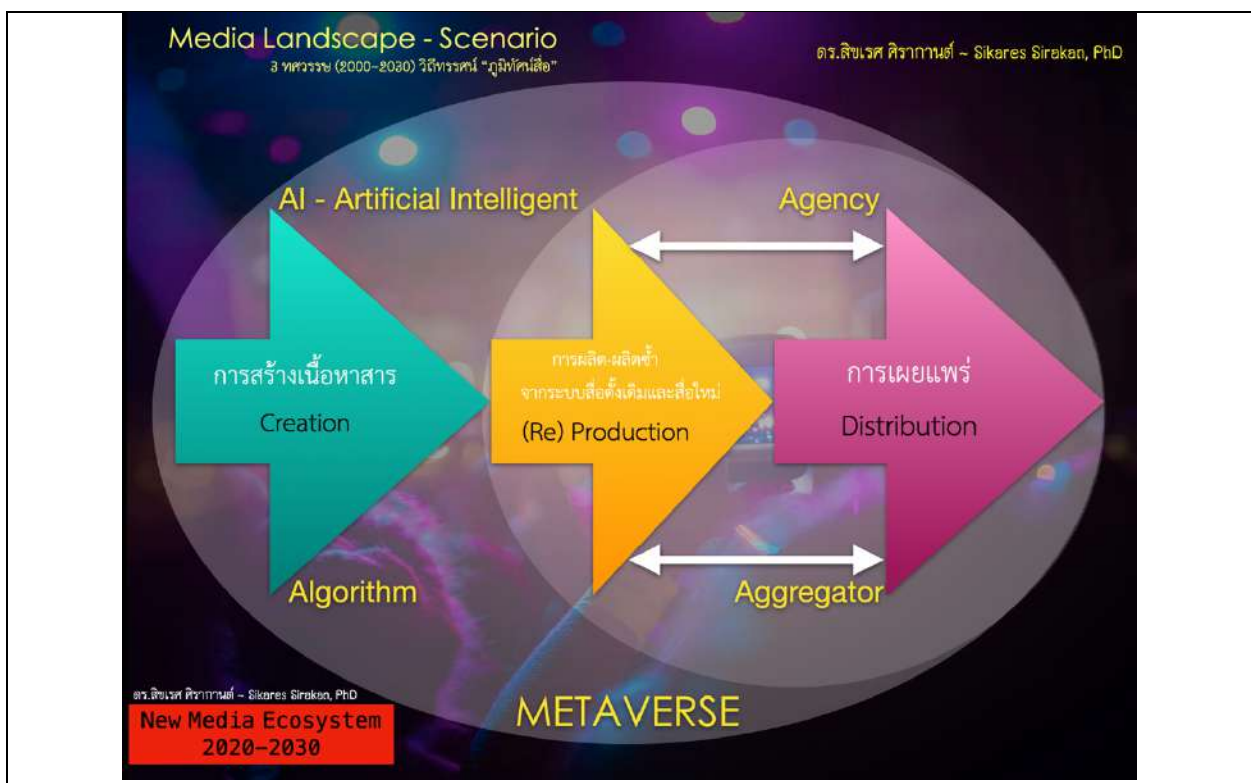 Media Landscape - Scenario
3 ทศวรรษ (2000-2030) วิถีทรรศน์ "ภูมิทัศน์สื่อ"
ดร.สิขเรศ ศิรากานต์ ~ Sikares Sirakan, PhD
AI - Artificial Intelligent
Agency
การสร้างเนื้อหาสาร
Creation
การผลิต-ผลิตซ้ำ
จากระบบสื่อดั้งเดิมและสื่อใหม่
(Re) Production
การเผยแพร่
Distribution
Algorithm
Aggregator
METAVERSE
ดร.สิขเรศ ศิรากานต์ ~ Sikares Sirakan, PhD
New Media Ecosystem
2020-2030